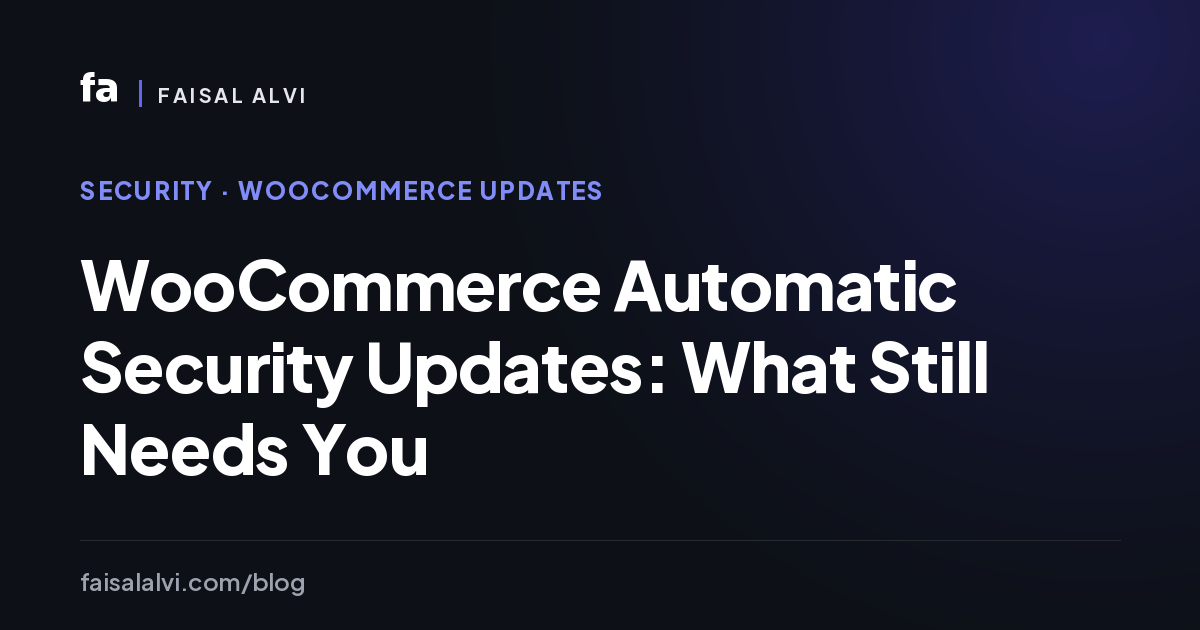 fa | FAISAL ALVI
SECURITY · WOOCOMMERCE UPDATES
WooCommerce Automatic
Security Updates: What Still
Needs You
faisalalvi.com/blog